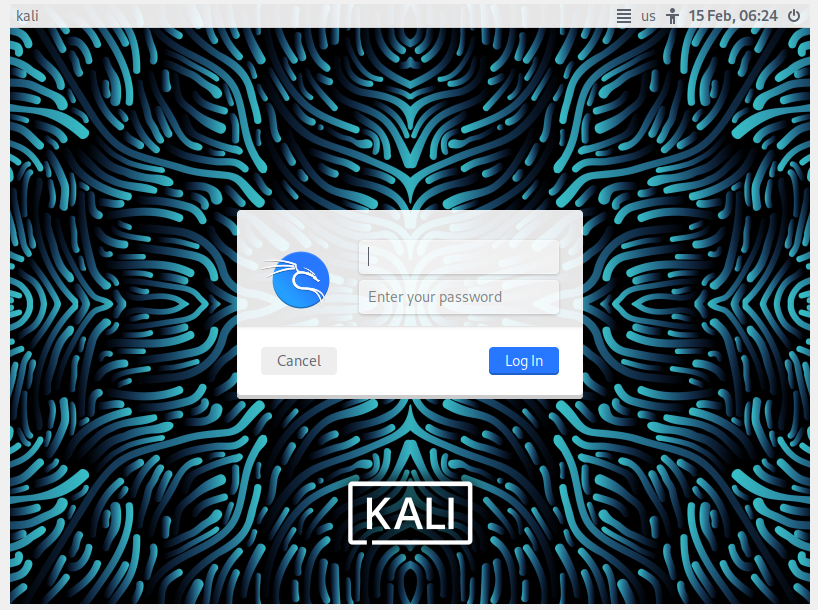 kali
us
15 Feb, 06:24
Enter your password
Cancel
Log In
KALI